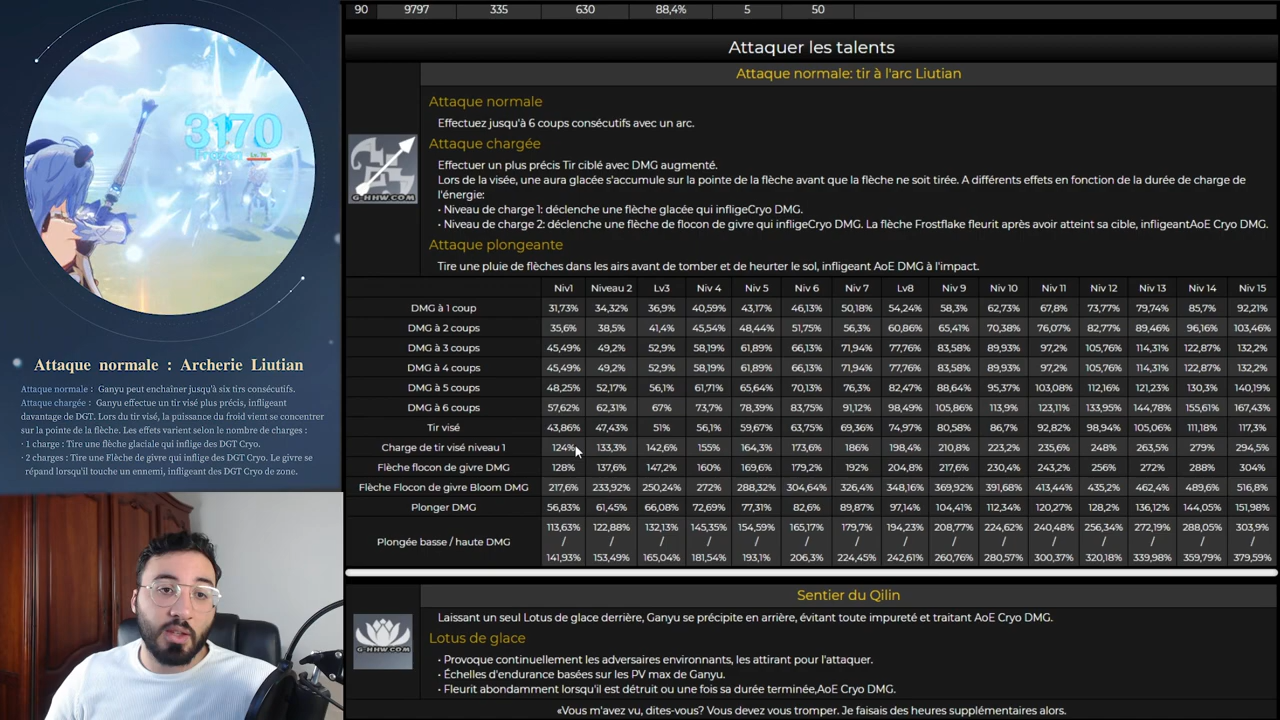 3170
Frozen
Attaque normale : Archerie Liutian
Attaque normale : Ganyu peut enchaîner jusqu'à six tirs consécutifs.
Attaque chargée : Ganyu effectue un tir visé plus précis, infligeant
davantage de DGT. Lors du tir visé, la puissance du froid vient se concentrer
sur la pointe de la flèche. Les effets varient selon le nombre de charges :
· 1 charge : Tire une flèche glaciale qui inflige des DGT Cryo.
· 2 charges : Tire une Flèche givrante qui inflige des DGT Cryo. Le givre se
répand lorsqu'il touche un ennemi, infligeant des DGT Cryo de zone.
90 9797 335 630 88,4% 5 50
Attaquer les talents
Attaque normale: tir à l'arc Liutian
G-HHW.COM
Attaque normale
Effectuez jusqu'à 6 coups consécutifs avec un arc.
Attaque chargée
Effectuer un plus précis Tir ciblé avec DMG augmenté.
Lors de la visée, une aura glacée s'accumule sur la pointe de la flèche avant que la flèche ne soit tirée. A différents effets en fonction de la durée de charge de
l'énergie:
• Niveau de charge 1: déclenche une flèche glacée qui infligeCryo DMG.
• Niveau de charge 2: déclenche une flèche de flocon de givre qui infligeCryo DMG. La flèche Frostflake fleurit après avoir atteint sa cible, infligeantAoE Cryo DMG.
Attaque plongeante
Tire une pluie de flèches dans les airs avant de tomber et de heurter le sol, infligeant AoE DMG à l'impact.
Niv1 Niveau 2 Lv3 Niv 4 Niv 5 Niv 6 Niv 7 Lv8 Niv 9 Niv 10 Niv 11 Niv 12 Niv 13 Niv 14 Niv 15
DMG à 1 coup 31,73% 34,32% 36,9% 40,59% 43,17% 46,13% 50,18% 54,24% 58,3% 62,73% 67,8% 73,77% 79,74% 85,7% 92,21%
DMG à 2 coups 35,6% 38,5% 41,4% 45,54% 48,44% 51,75% 56,3% 60,86% 65,41% 70,38% 76,07% 82,77% 89,46% 96,16% 103,46%
DMG à 3 coups 45,49% 49,2% 52,9% 58,19% 61,89% 66,13% 71,94% 77,76% 83,58% 89,93% 97,2% 105,76% 114,31% 122,87% 132,2%
DMG à 4 coups 45,49% 49,2% 52,9% 58,19% 61,89% 66,13% 71,94% 77,76% 83,58% 89,93% 97,2% 105,76% 114,31% 122,87% 132,2%
DMG à 5 coups 48,25% 52,17% 56,1% 61,71% 65,64% 70,13% 76,3% 82,47% 88,64% 95,37% 103,08% 112,16% 121,23% 130,3% 140,19%
DMG à 6 coups 57,62% 62,31% 67% 73,7% 78,39% 83,75% 91,12% 98,49% 105,86% 113,9% 123,11% 133,95% 144,78% 155,61% 167,43%
Tir visé 43,86% 47,43% 51% 56,1% 59,67% 63,75% 69,36% 74,97% 80,58% 86,7% 92,82% 98,94% 105,06% 111,18% 117,3%
Charge de tir visé niveau 1 124% 133,3% 142,6% 155% 164,3% 173,6% 186% 198,4% 210,8% 223,2% 235,6% 248% 263,5% 279% 294,5%
Flèche flocon de givre DMG 128% 137,6% 147,2% 160% 169,6% 179,2% 192% 204,8% 217,6% 230,4% 243,2% 256% 272% 288% 304%
Flèche Flocon de givre Bloom DMG 217,6% 233,92% 250,24% 272% 288,32% 304,64% 326,4% 348,16% 369,92% 391,68% 413,44% 435,2% 462,4% 489,6% 516,8%
Plonger DMG 56,83% 61,45% 66,08% 72,69% 77,31% 82,6% 89,87% 97,14% 104,41% 112,34% 120,27% 128,2% 136,12% 144,05% 151,98%
113,63% 122,88% 132,13% 145,35% 154,59% 165,17% 179,7% 194,23% 208,77% 224,62% 240,48% 256,34% 272,19% 288,05% 303,9%
Plongée basse / haute DMG / / / / / / / / / / / / / / /
141,93% 153,49% 165,04% 181,54% 193,1% 206,3% 224,45% 242,61% 260,76% 280,57% 300,37% 320,18% 339,98% 359,79% 379,59%
Sentier du Qilin
G-HHW.COM
Laissant un seul Lotus de glace derrière, Ganyu se précipite en arrière, évitant toute impureté et traitant AoE Cryo DMG.
Lotus de glace
• Provoque continuellement les adversaires environnants, les attirant pour l'attaquer.
• Échelles d'endurance basées sur les PV max de Ganyu.
• Fleurit abondamment lorsqu'il est détruit ou une fois sa durée terminée,AoE Cryo DMG.
«Vous m'avez vu, dites-vous? Vous devez vous tromper. Je faisais des heures supplémentaires alors.